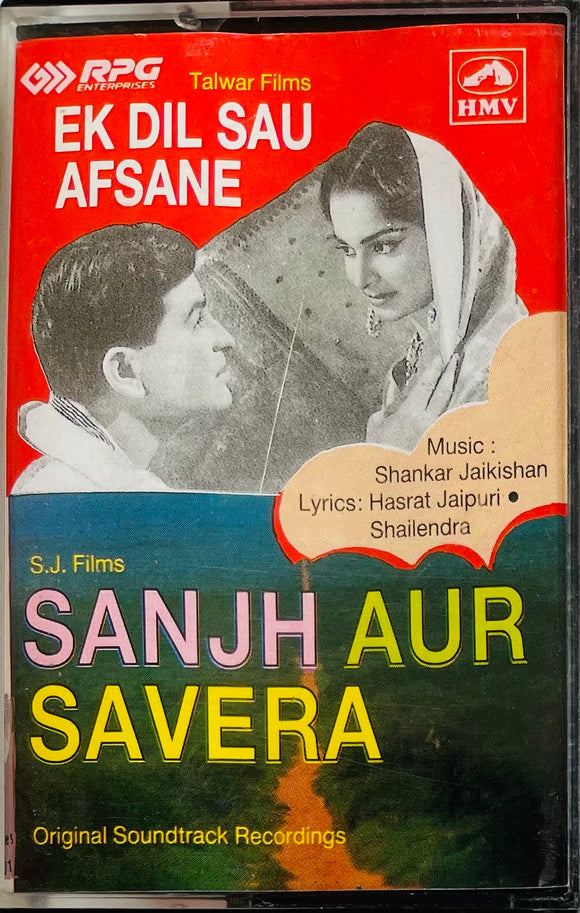 RPG
ENTERPRISES
Talwar Films
HMV
EK DIL SAU
AFSANE
Music :
Shankar Jaikishan
Lyrics: Hasrat Jaipuri •
Shailendra
S.J. Films
SANJH AUR
SAVERA
Original Soundtrack Recordings